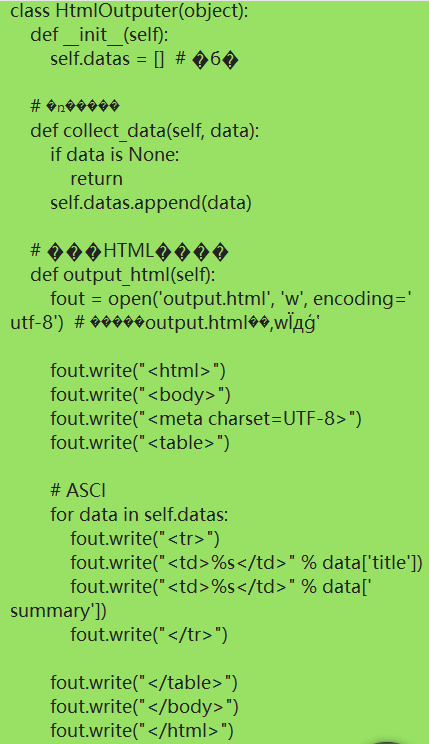 class HtmlOutputer(object):
def __init__(self):
self.datas = [] # �б�
# �ռ�����
def collect_data(self, data):
if data is None:
return
self.datas.append(data)
# ���HTML����
def output_html(self):
fout = open('output.html', 'w', encoding='
utf-8') # �����output.html��,wΪдģʽ
fout.write("<html>")
fout.write("<body>")
fout.write("<meta charset=UTF-8>")
fout.write("<table>")
# ASCI
for data in self.datas:
fout.write("<tr>")
fout.write("<td>%s</td>" % data['title'])
fout.write("<td>%s</td>" % data['
summary'])
fout.write("</tr>")
fout.write("</table>")
fout.write("</body>")
fout.write("</html>")